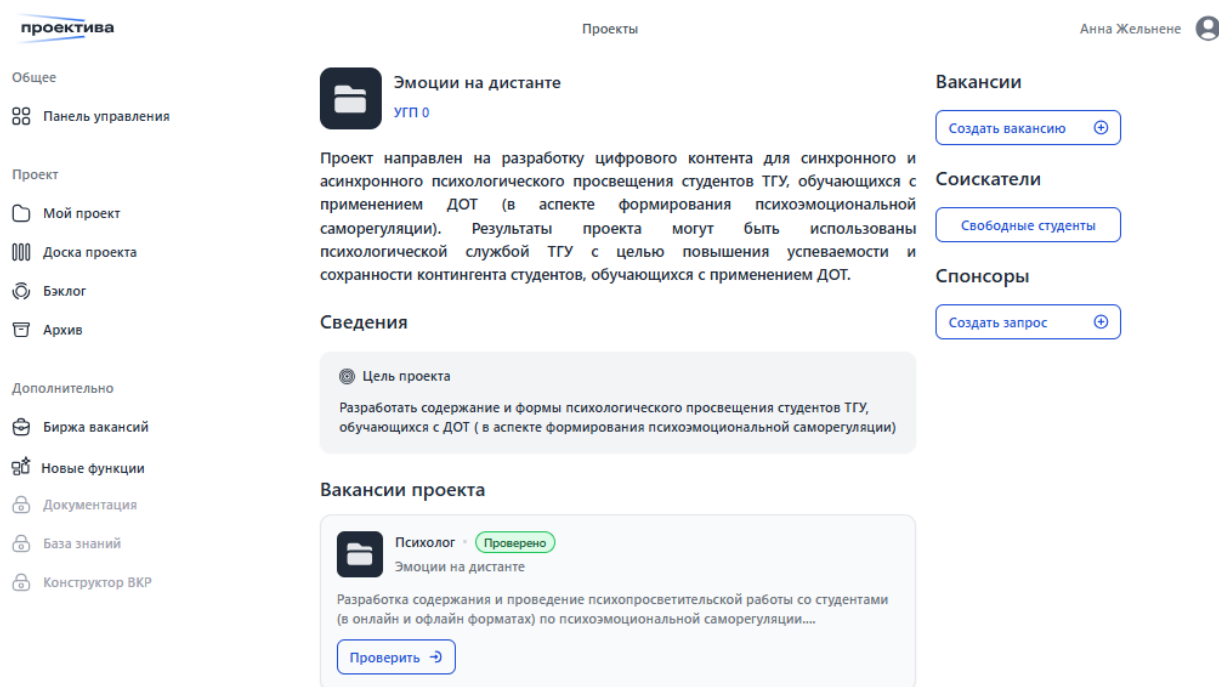 проектива
Проекты
Анна Жельнене
Общее
Панель управления
Проект
Мой проект
Доска проекта
Бэклог
Архив
Дополнительно
Биржа вакансий
Новые функции
Документация
База знаний
Конструктор ВКР
Эмоции на дистанте
УГП 0
Проект направлен на разработку цифрового контента для синхронного и
асинхронного психологического просвещения студентов ТГУ, обучающихся с
применением ДОТ (в аспекте формирования психоэмоциональной
саморегуляции). Результаты проекта могут быть использованы
психологической службой ТГУ с целью повышения успеваемости и
сохранности контингента студентов, обучающихся с применением ДОТ.
Сведения
Цель проекта
Разработать содержание и формы психологического просвещения студентов ТГУ,
обучающихся с ДОТ ( в аспекте формирования психоэмоциональной саморегуляции)
Вакансии проекта
Психолог • Проверено
Эмоции на дистанте
Разработка содержания и проведение психопросветительской работы со студентами
(в онлайн и офлайн форматах) по психоэмоциональной саморегуляции....
Проверить
Вакансии
Создать вакансию
Соискатели
Свободные студенты
Спонсоры
Создать запрос